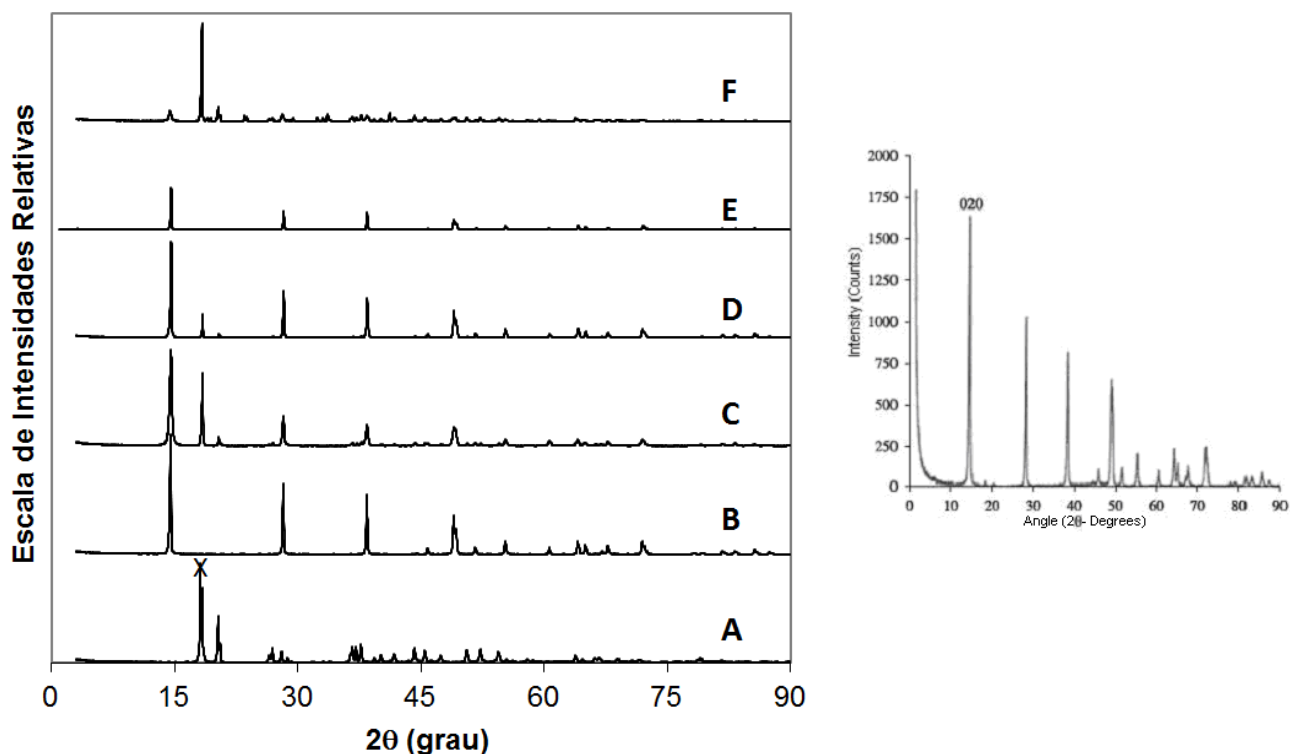 Escala de Intensidades Relativas
F
E
D
C
B
X
A
0 15 30 45 60 75 90
2θ (grau)
Intensity (Counts)
2000
1750
1500
1250
1000
750
500
250
0
020
0 10 20 30 40 50 60 70 80 90
Angle (2θ- Degrees)